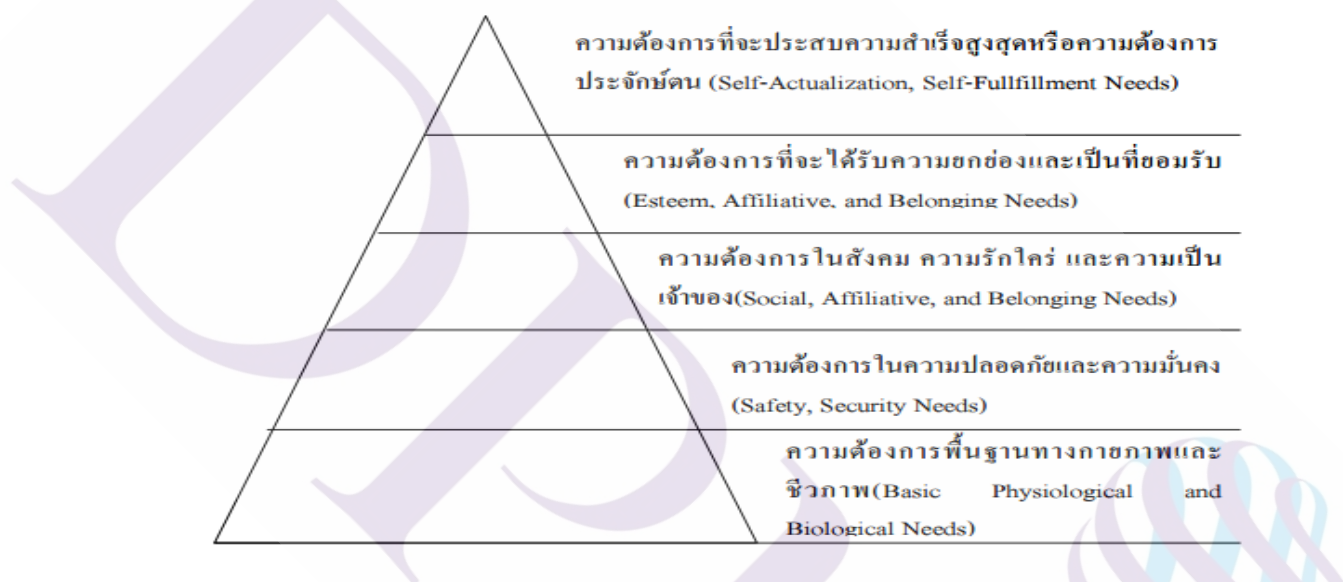 ความต้องการที่จะประสบความสำเร็จสูงสุดหรือความต้องการ
ประจักษ์ตน (Self-Actualization, Self-Fullfillment Needs)
ความต้องการที่จะได้รับความยกย่องและเป็นที่ยอมรับ
(Esteem, Affiliative, and Belonging Needs)
ความต้องการในสังคม ความรักใคร่ และความเป็น
เจ้าของ(Social, Affiliative, and Belonging Needs)
ความต้องการในความปลอดภัยและความมั่นคง
(Safety, Security Needs)
ความต้องการพื้นฐานทางกายภาพและ
ชีวภาพ(Basic Physiological and
Biological Needs)